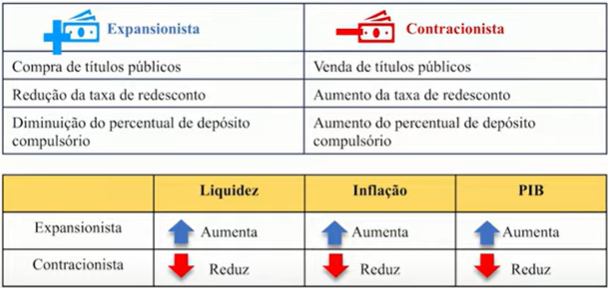 Expansionista
Contracionista
Compra de títulos públicos
Venda de títulos públicos
Redução da taxa de redesconto
Aumento da taxa de redesconto
Diminuição do percentual de depósito
compulsório
Aumento do percentual de depósito
compulsório
Liquidez
Inflação
PIB
Expansionista
Aumenta
Aumenta
Aumenta
Contracionista
Reduz
Reduz
Reduz